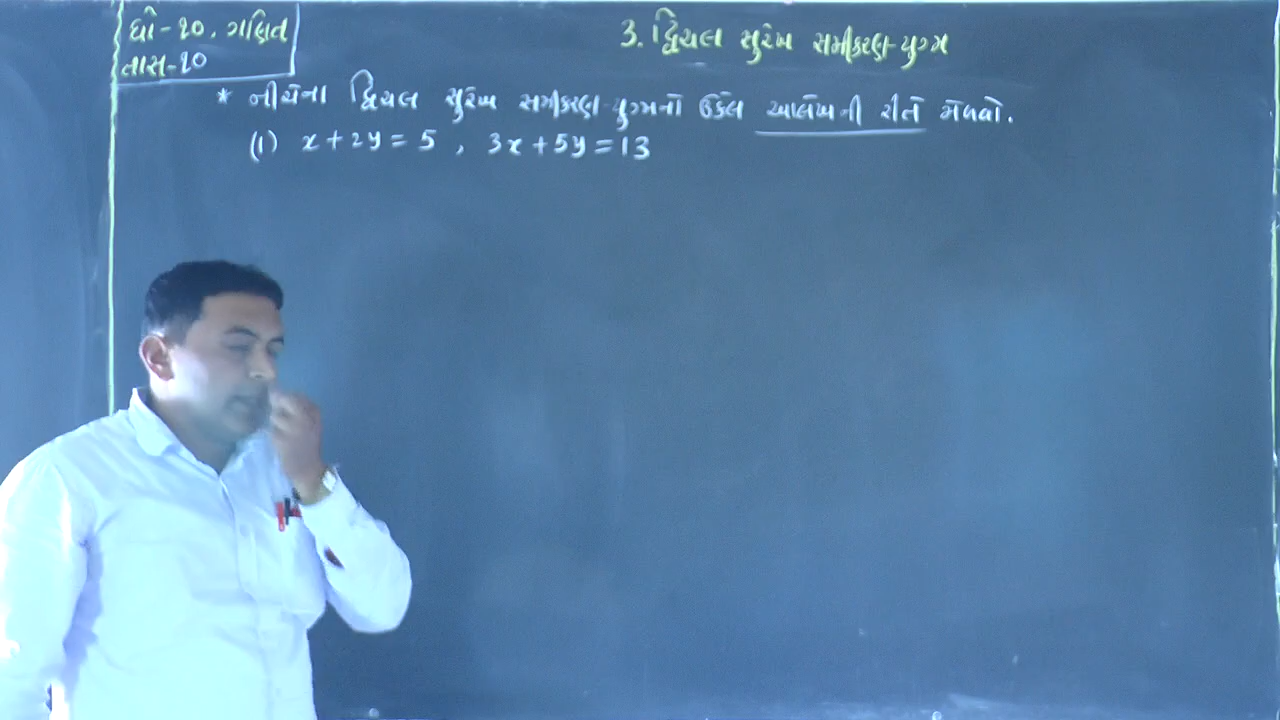 ધો-૧૦. ગણિત
તાસ-૧૦
3. દ્વિચલ સુરેખ સમીકરણ-યુગ્મ
* નીચેના દ્વિચલ સુરેખ સમીકરણ-યુગ્મનો ઉકેલ આલેખની રીતે મેળવો.
(1) x+2y=5 , 3x+5y=13